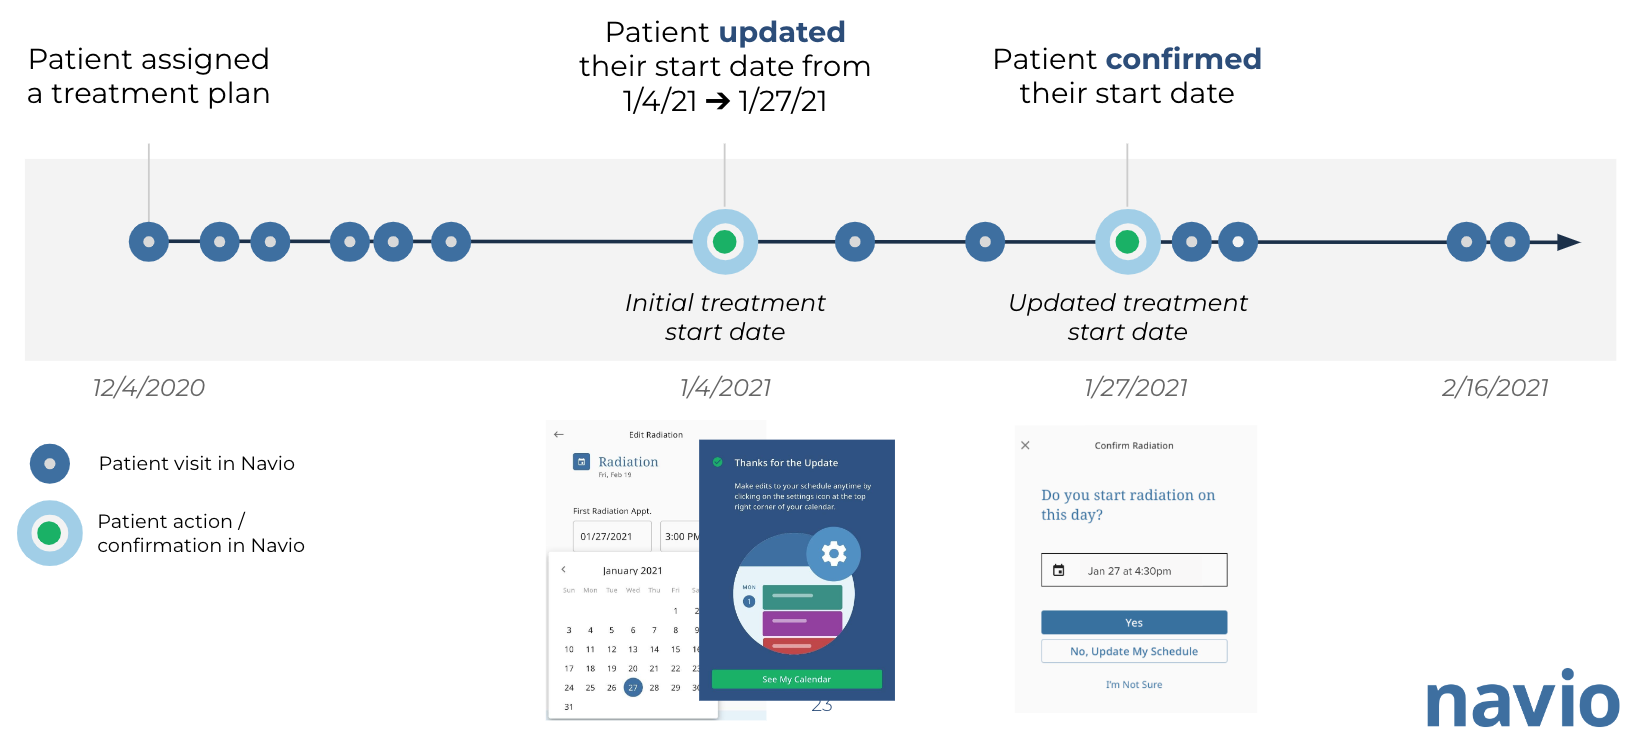 Patient assigned
a treatment plan
Patient updated
their start date from
1/4/21 ➔ 1/27/21
Patient confirmed
their start date
Initial treatment
start date
Updated treatment
start date
12/4/2020
1/4/2021
1/27/2021
2/16/2021
Patient visit in Navio
Patient action /
confirmation in Navio
Edit Radiation
Radiation
Fri, Feb 19
First Radiation Appt.
01/27/2021
3:00 PM
January 2021
Sun Mon Tue Wed Thu Fri Sa
1 2
3 4 5 6 7 8 9
10 11 12 13 14 15 16
17 18 19 20 21 22 23
24 25 26 27 28 29 30
31
Thanks for the Update
Make edits to your schedule anytime by
clicking on the settings icon at the top
right corner of your calendar.
MON
1
See My Calendar
23
Confirm Radiation
Do you start radiation on
this day?
Jan 27 at 4:30pm
Yes
No, Update My Schedule
I'm Not Sure
navio